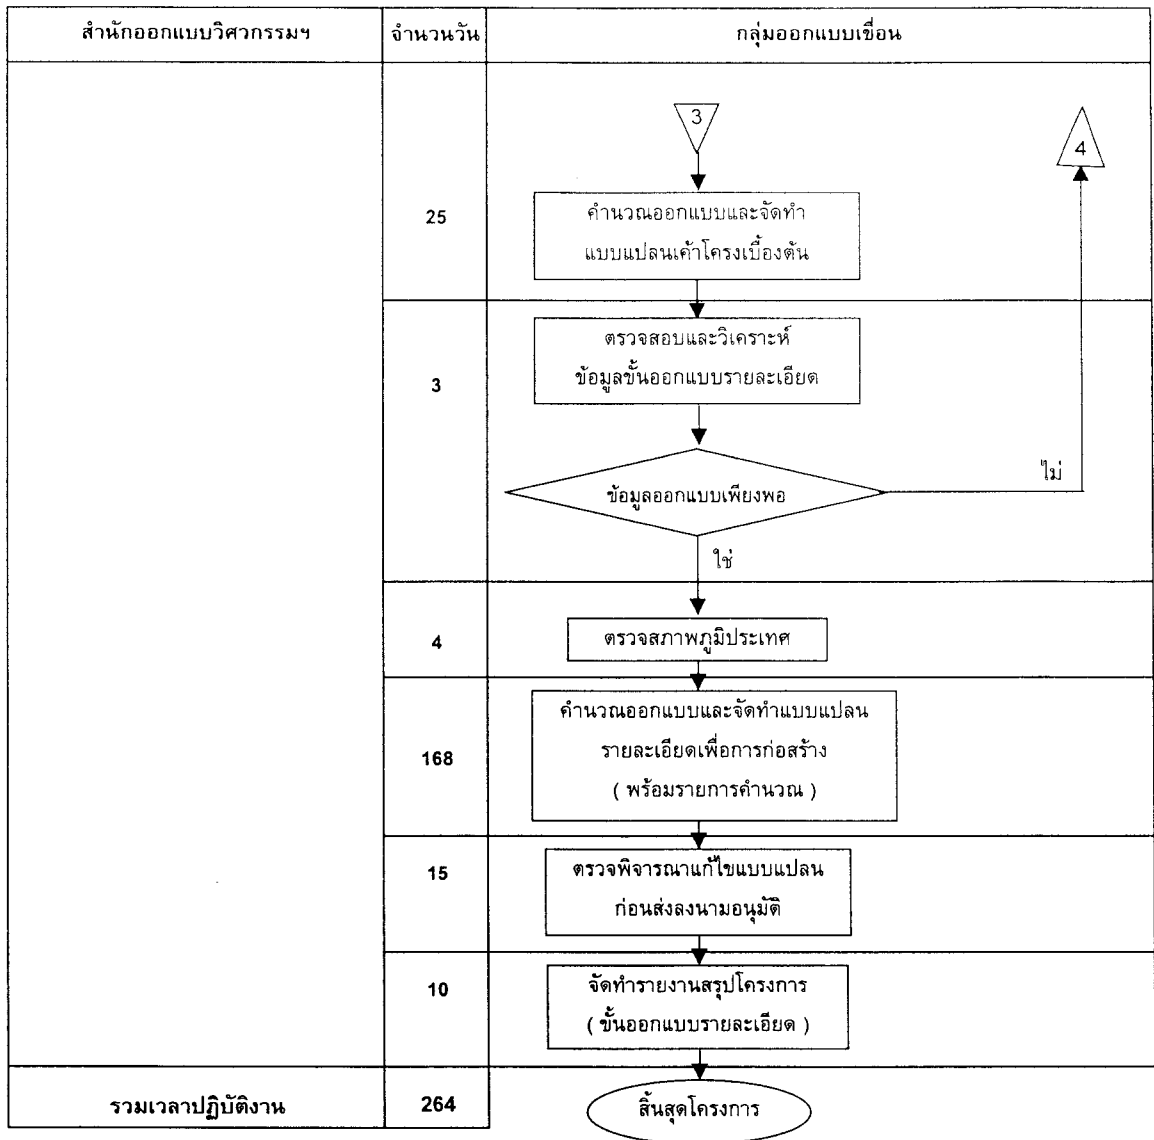 สำนักออกแบบวิศวกรรมฯ
จำนวนวัน
กลุ่มออกแบบเขื่อน
3
4
25
คำนวณออกแบบและจัดทำ
แบบแปลนเค้าโครงเบื้องต้น
3
ตรวจสอบและวิเคราะห์
ข้อมูลขั้นออกแบบรายละเอียด
ข้อมูลออกแบบเพียงพอ
ไม่
ใช่
4
ตรวจสภาพภูมิประเทศ
168
คำนวณออกแบบและจัดทำแบบแปลน
รายละเอียดเพื่อการก่อสร้าง
( พร้อมรายการคำนวณ )
15
ตรวจพิจารณาแก้ไขแบบแปลน
ก่อนส่งลงนามอนุมัติ
10
จัดทำรายงานสรุปโครงการ
( ขั้นออกแบบรายละเอียด )
รวมเวลาปฏิบัติงาน
264
สิ้นสุดโครงการ